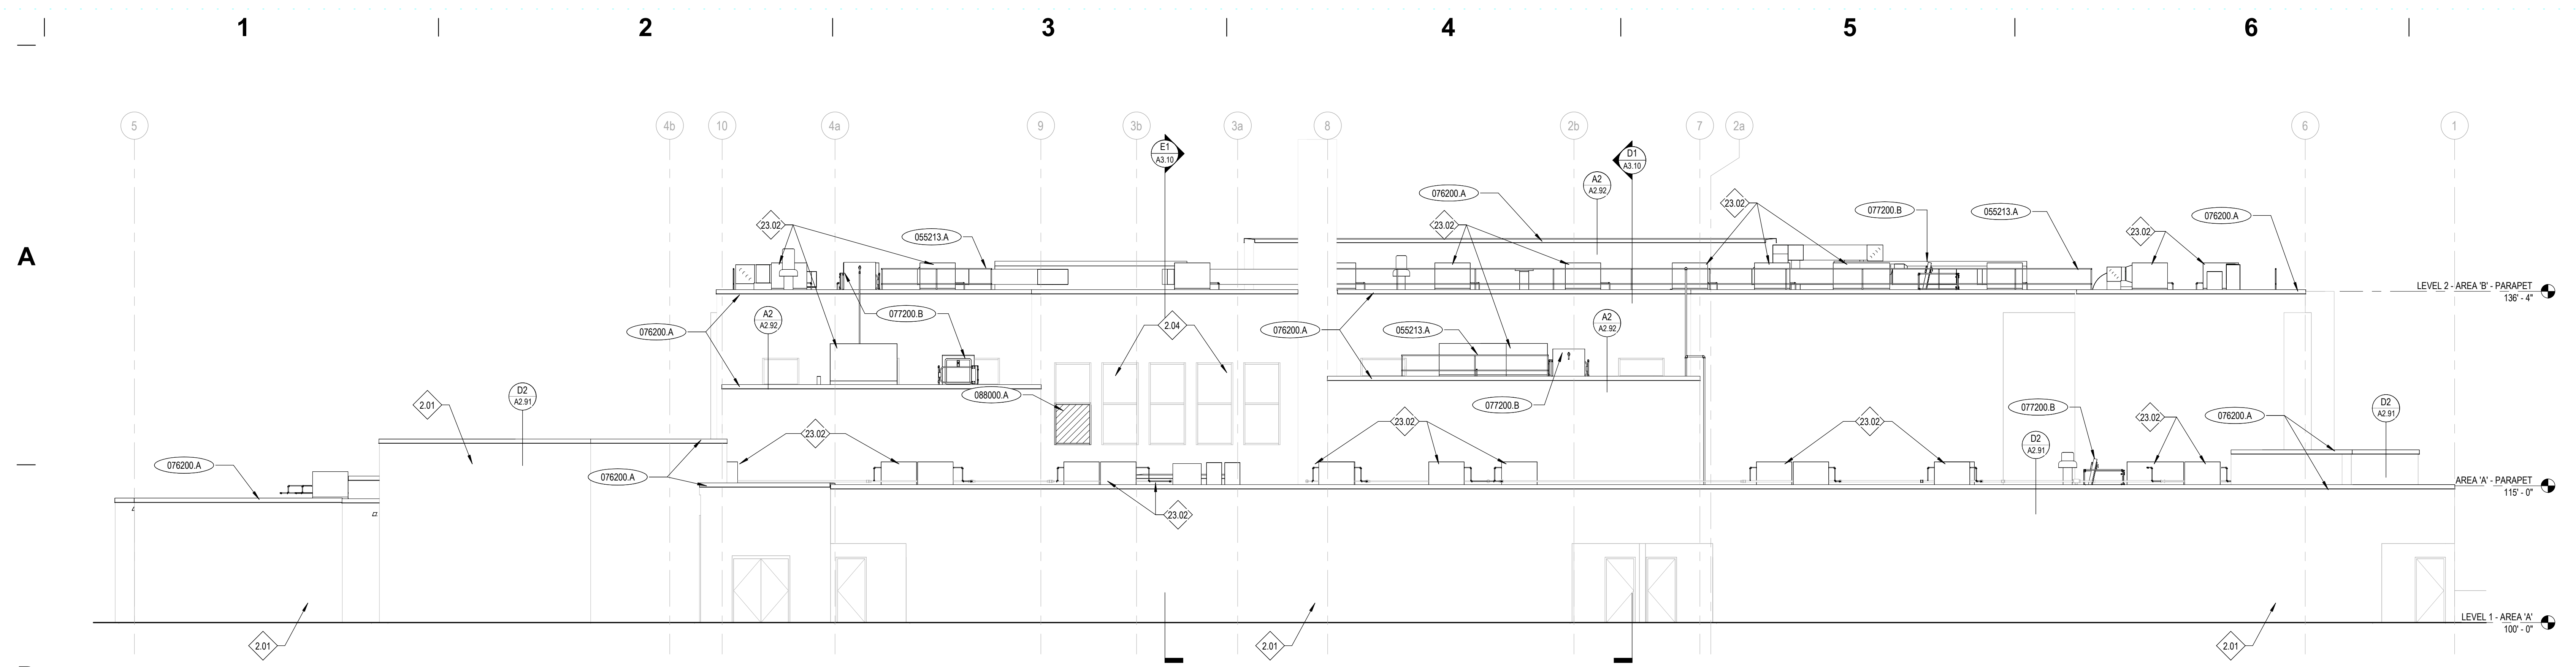 1 2 3 4 5 6
5 4b 10 4a 9 3b 3a 8 2b 7 2a 6 1
E1
A3.10
D1
A3.10
A2
A2.92
076200.A
23.02
23.02
077200.B
055213.A
076200.A
23.02
055213.A
23.02
A
LEVEL 2 - AREA 'B' - PARAPET
136' - 4"
077200.B
A2
A2.92
076200.A
2.04
076200.A
055213.A
A2
A2.92
D2
A2.91
2.01
088000.A
077200.B
077200.B
23.02
076200.A
D2
A2.91
23.02
23.02
23.02
D2
A2.91
076200.A
076200.A
AREA 'A' - PARAPET
115' - 0"
23.02
LEVEL 1 - AREA 'A'
100' - 0"
2.01
2.01
2.01